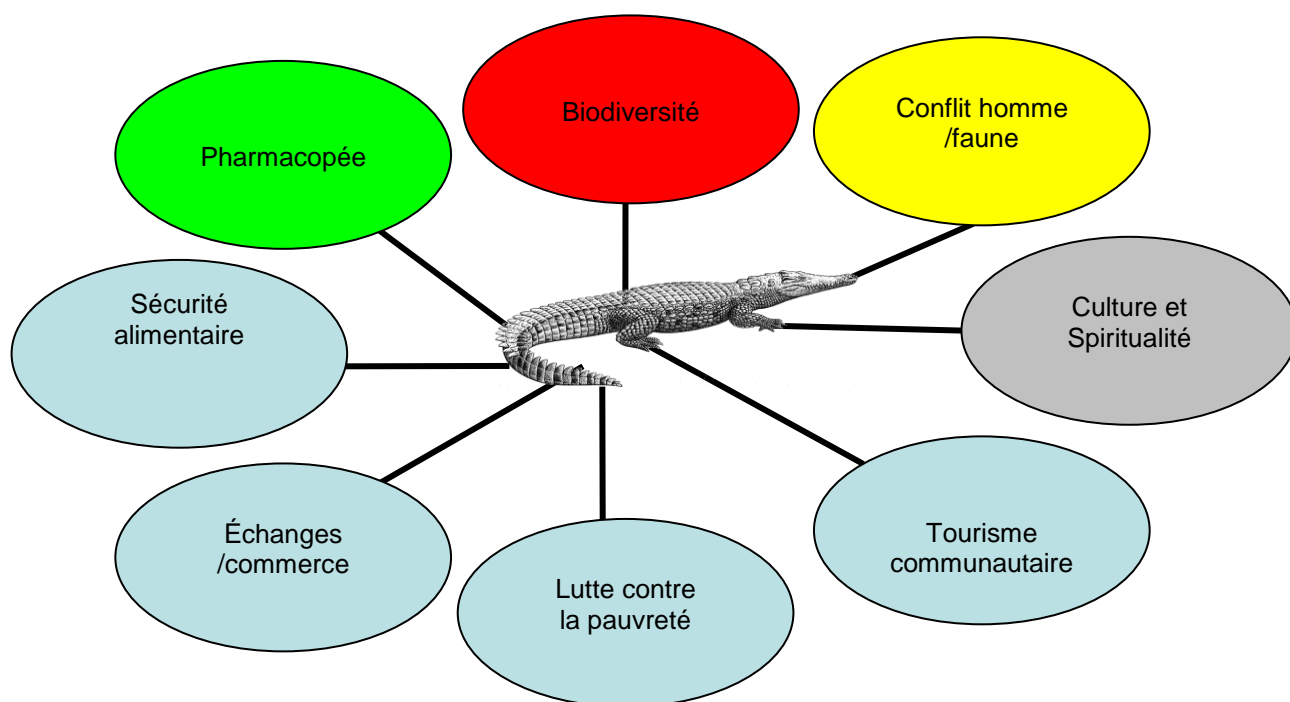 Biodiversité
Conflit homme
/faune
Pharmacopée
Culture et
Spiritualité
Sécurité
alimentaire
Échanges
/commerce
Tourisme
communautaire
Lutte contre
la pauvreté